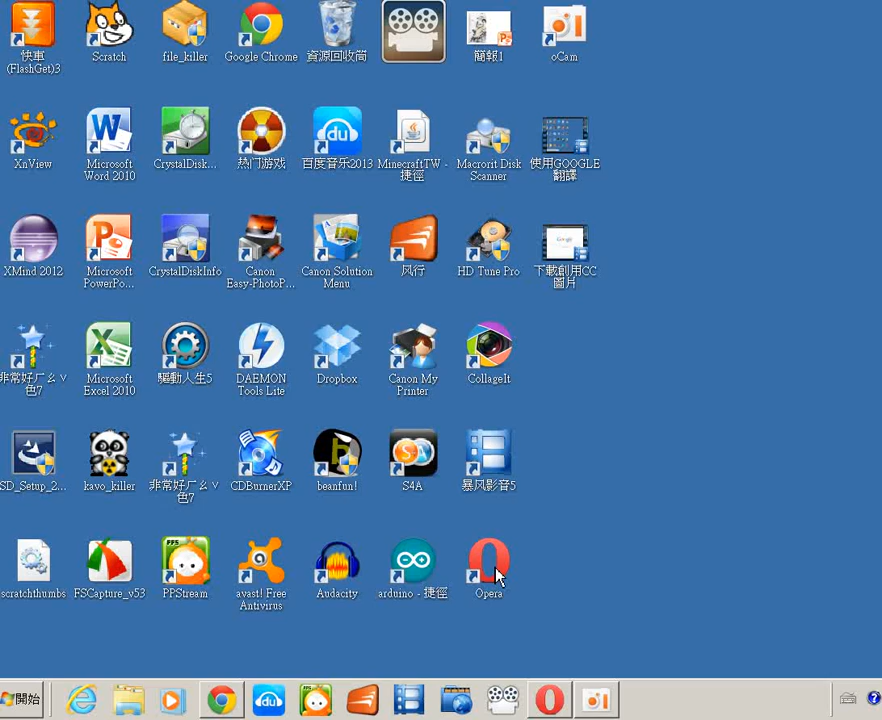 快車
(FlashGet)3
Scratch
file_killer
Google Chrome
資源回收筒
簡報1
oCam
XnView
Microsoft
Word 2010
CrystalDisk...
热门游戏
百度音乐2013
MinecraftTW -
捷徑
Macrorit Disk
Scanner
使用GOOGLE
翻譯
XMind 2012
Microsoft
PowerPo...
CrystalDiskInfo
Canon
Easy-PhotoP...
Canon Solution
Menu
风行
HD Tune Pro
下載創用CC
圖片
非常好ㄏㄠˇ
色7
Microsoft
Excel 2010
驅動人生5
DAEMON
Tools Lite
Dropbox
Canon My
Printer
CollageIt
SD_Setup_2...
kavo_killer
非常好ㄏㄠˇ
色7
CDBurnerXP
beanfun!
S4A
暴风影音5
scratchthumbs
FSCapture_v53
PPStream
avast! Free
Antivirus
Audacity
arduino - 捷徑
Opera
開始